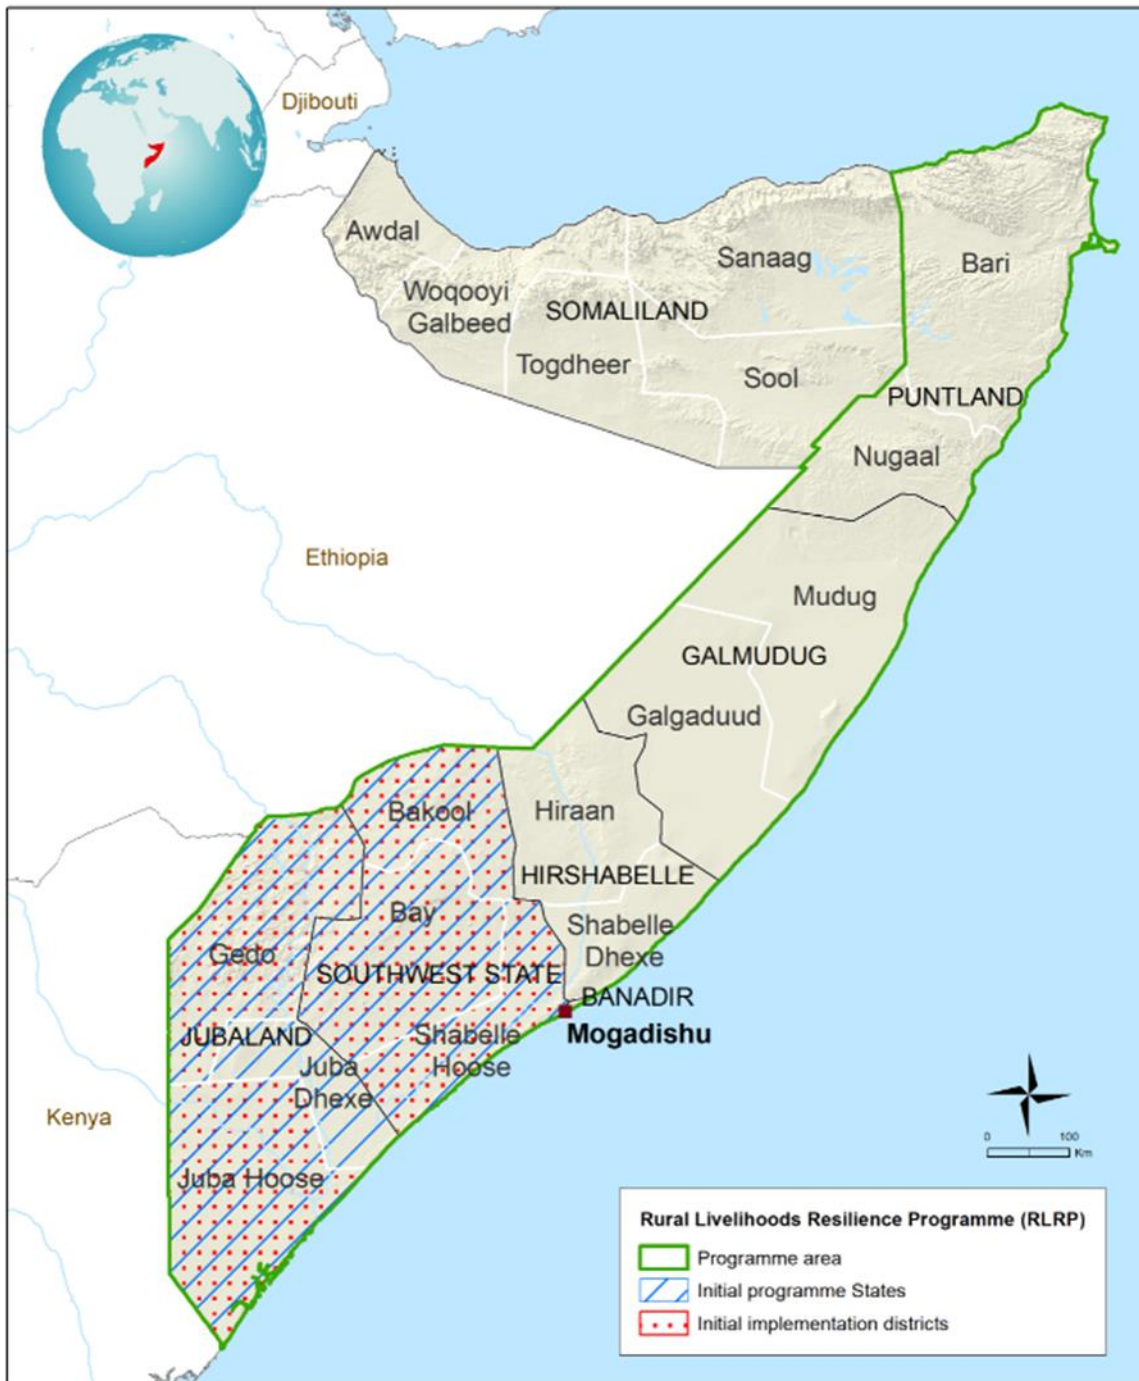 Djibouti
Awdal
Sanaag
Bari
Woqooyi
Galbeed
SOMALILAND
Togdheer
Sool
PUNTLAND
Nugaal
Ethiopia
Mudug
GALMUDUG
Galgaduud
Bakool
Hiraan
HIRSHABELLE
Bay
Shabelle
Dhexe
Gedo
SOUTHWEST STATE
BANADIR
Mogadishu
JUBALAND
Shabelle
Hoose
Juba
Dhexe
Kenya
Juba Hoose
0 100
Km
Rural Livelihoods Resilience Programme (RLRP)
Programme area
Initial programme States
Initial implementation districts